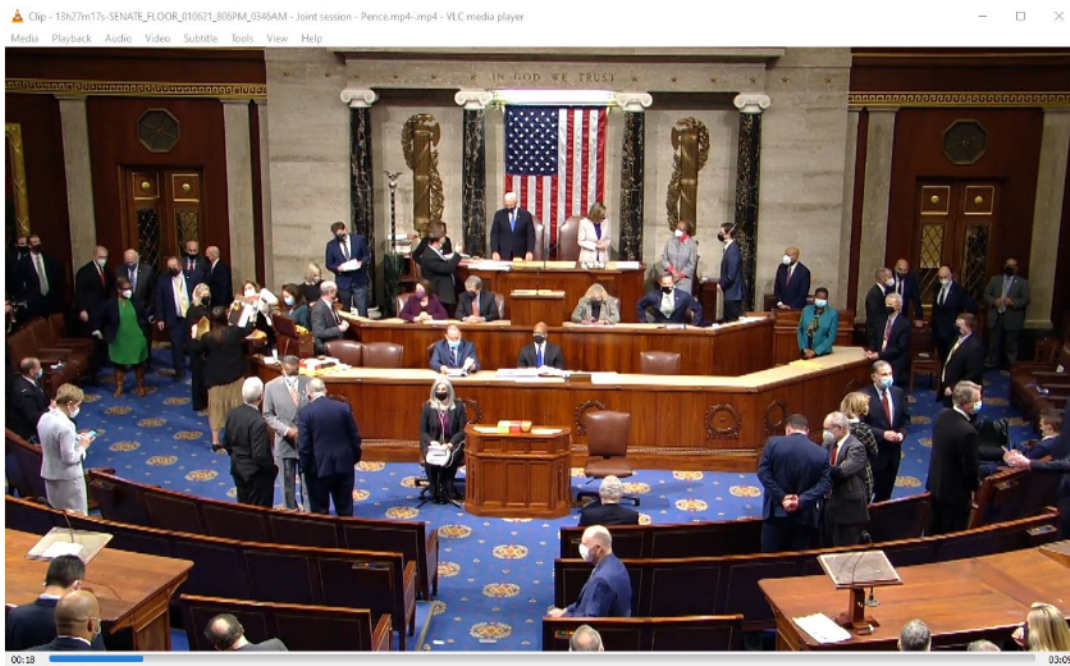 Clip - 13h27m17s-SENATE_FLOOR_010621_806PM_0346AM - Joint session - Pence.mp4-.mp4 - VLC media player
Media Playback Audio Video Subtitle Tools View Help
IN GOD WE TRUST
00:18 03:09